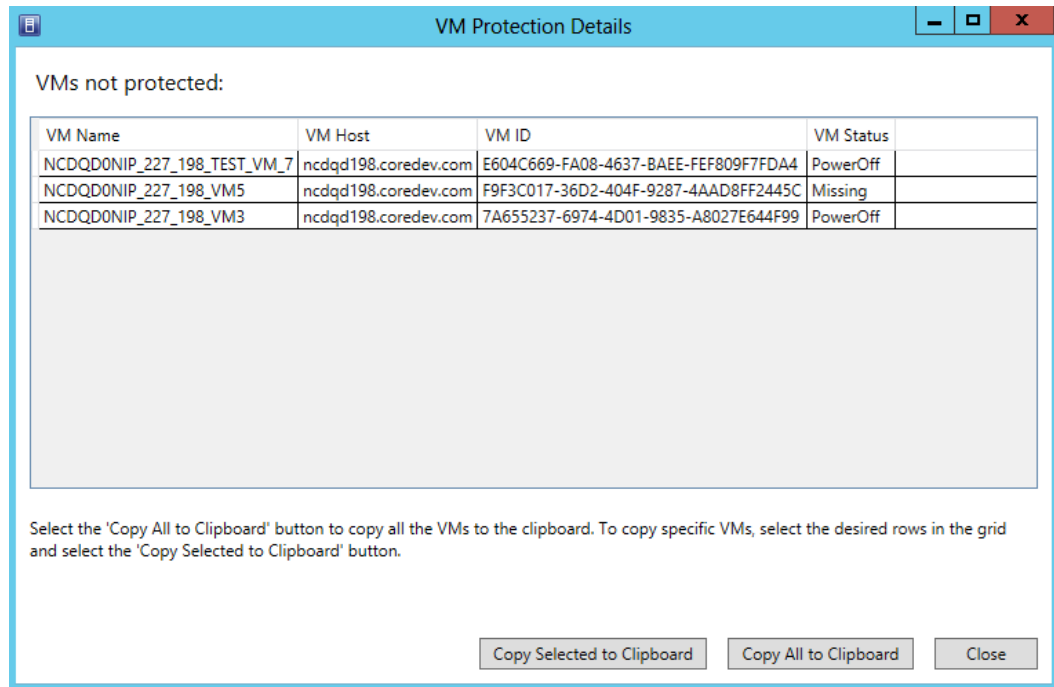 VM Protection Details
VMs not protected:
VM Name VM Host VM ID VM Status
NCDQD0NIP_227_198_TEST_VM_7 ncdqd198.coredev.com E604C669-FA08-4637-BAEE-FEF809F7FDA4 PowerOff
NCDQD0NIP_227_198_VM5 ncdqd198.coredev.com F9F3C017-36D2-404F-9287-4AAD8FF2445C Missing
NCDQD0NIP_227_198_VM3 ncdqd198.coredev.com 7A655237-6974-4D01-9835-A8027E644F99 PowerOff
Select the 'Copy All to Clipboard' button to copy all the VMs to the clipboard. To copy specific VMs, select the desired rows in the grid
and select the 'Copy Selected to Clipboard' button.
Copy Selected to Clipboard Copy All to Clipboard Close